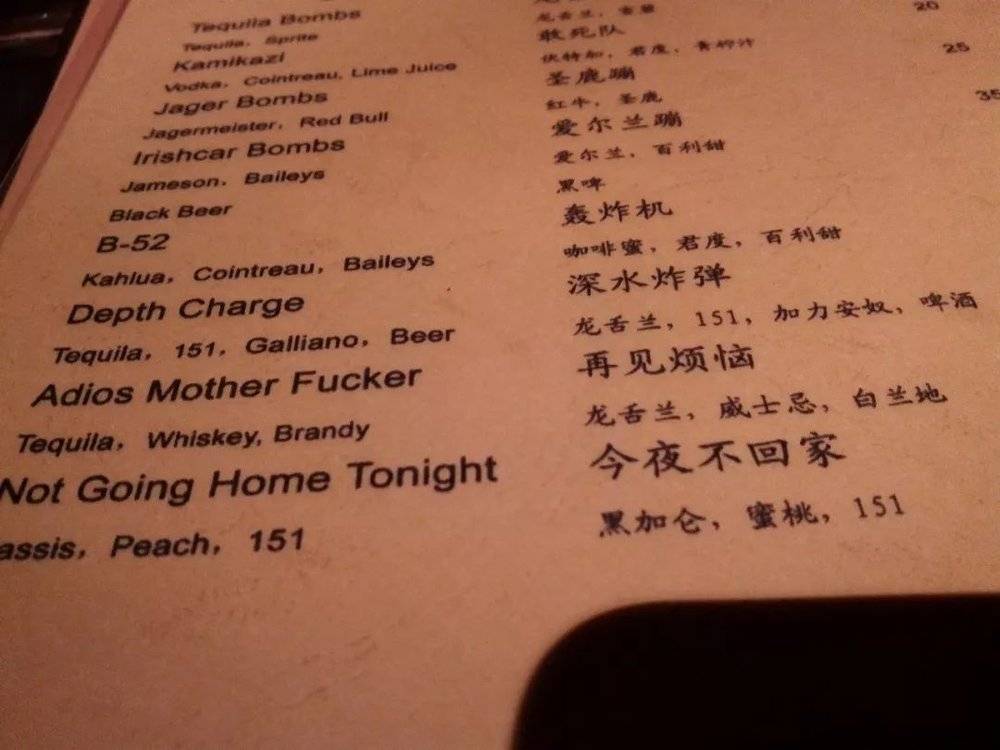 Tequila Bombs
Tequila, Sprite
敢死队 20
Kamikazi
Vodka, Cointreau, Lime Juice
伏特加, 君度, 青柠汁
圣鹿蹦 25
Jager Bombs
Jagermeister, Red Bull
红牛, 圣鹿
爱尔兰蹦 35
Irishcar Bombs
Jameson, Baileys
爱尔兰, 百利甜
Black Beer
黑啤
B-52
轰炸机
Kahlua, Cointreau, Baileys
咖啡蜜, 君度, 百利甜
Depth Charge
深水炸弹
Tequila, 151, Galliano, Beer
龙舌兰, 151, 加力安奴, 啤酒
Adios Mother Fucker
再见烦恼
Tequila, Whiskey, Brandy
龙舌兰, 威士忌, 白兰地
Not Going Home Tonight
今夜不回家
assis, Peach, 151
黑加仑, 蜜桃, 151